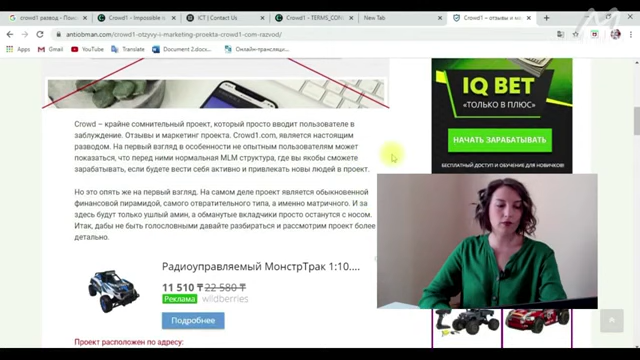 crowd1 развод - Пои
Crowd1 - Impossible is
ICT | Contact Us
Crowd1 - TERMS_CON
New Tab
Crowd1 – отзывы и ма
antiobman.com/crowd1-otzyvy-i-marketing-proekta-crowd1-com-razvod/
Gmail
YouTube
Translate
Document 2.docx...
Онлайн-трансляция...
Crowd – крайне сомнительный проект, который просто вводит пользователе в
заблуждение. Отзывы и маркетинг проекта. Crowd1.com, является настоящим
разводом. На первый взгляд в особенности не опытным пользователям может
показаться, что перед ними нормальная MLM структура, где вы якобы сможете
зарабатывать, если будете вести себя активно и привлекать новы людей в проект.
Но это опять же на первый взгляд. На самом деле проект является обыкновенной
финансовой пирамидой, самого отвратительного типа, а именно матричного. И за
здесь будут только ушлый амин, а обманутые вкладчики просто останутся с носом.
Итак, дабы не быть голословными давайте разбираться и рассмотрим проект более
детально.
Радиоуправляемый МонстрТрак 1:10....
11 510 ₸ 22 580 ₸
Реклама wildberries
Подробнее
Проект расположен по адресу:
IQ BET
«ТОЛЬКО В ПЛЮС»
НАЧАТЬ ЗАРАБАТЫВАТЬ
БЕСПЛАТНЫЙ ДОСТУП И ОБУЧЕНИЕ ДЛЯ НОВИЧКОВ!